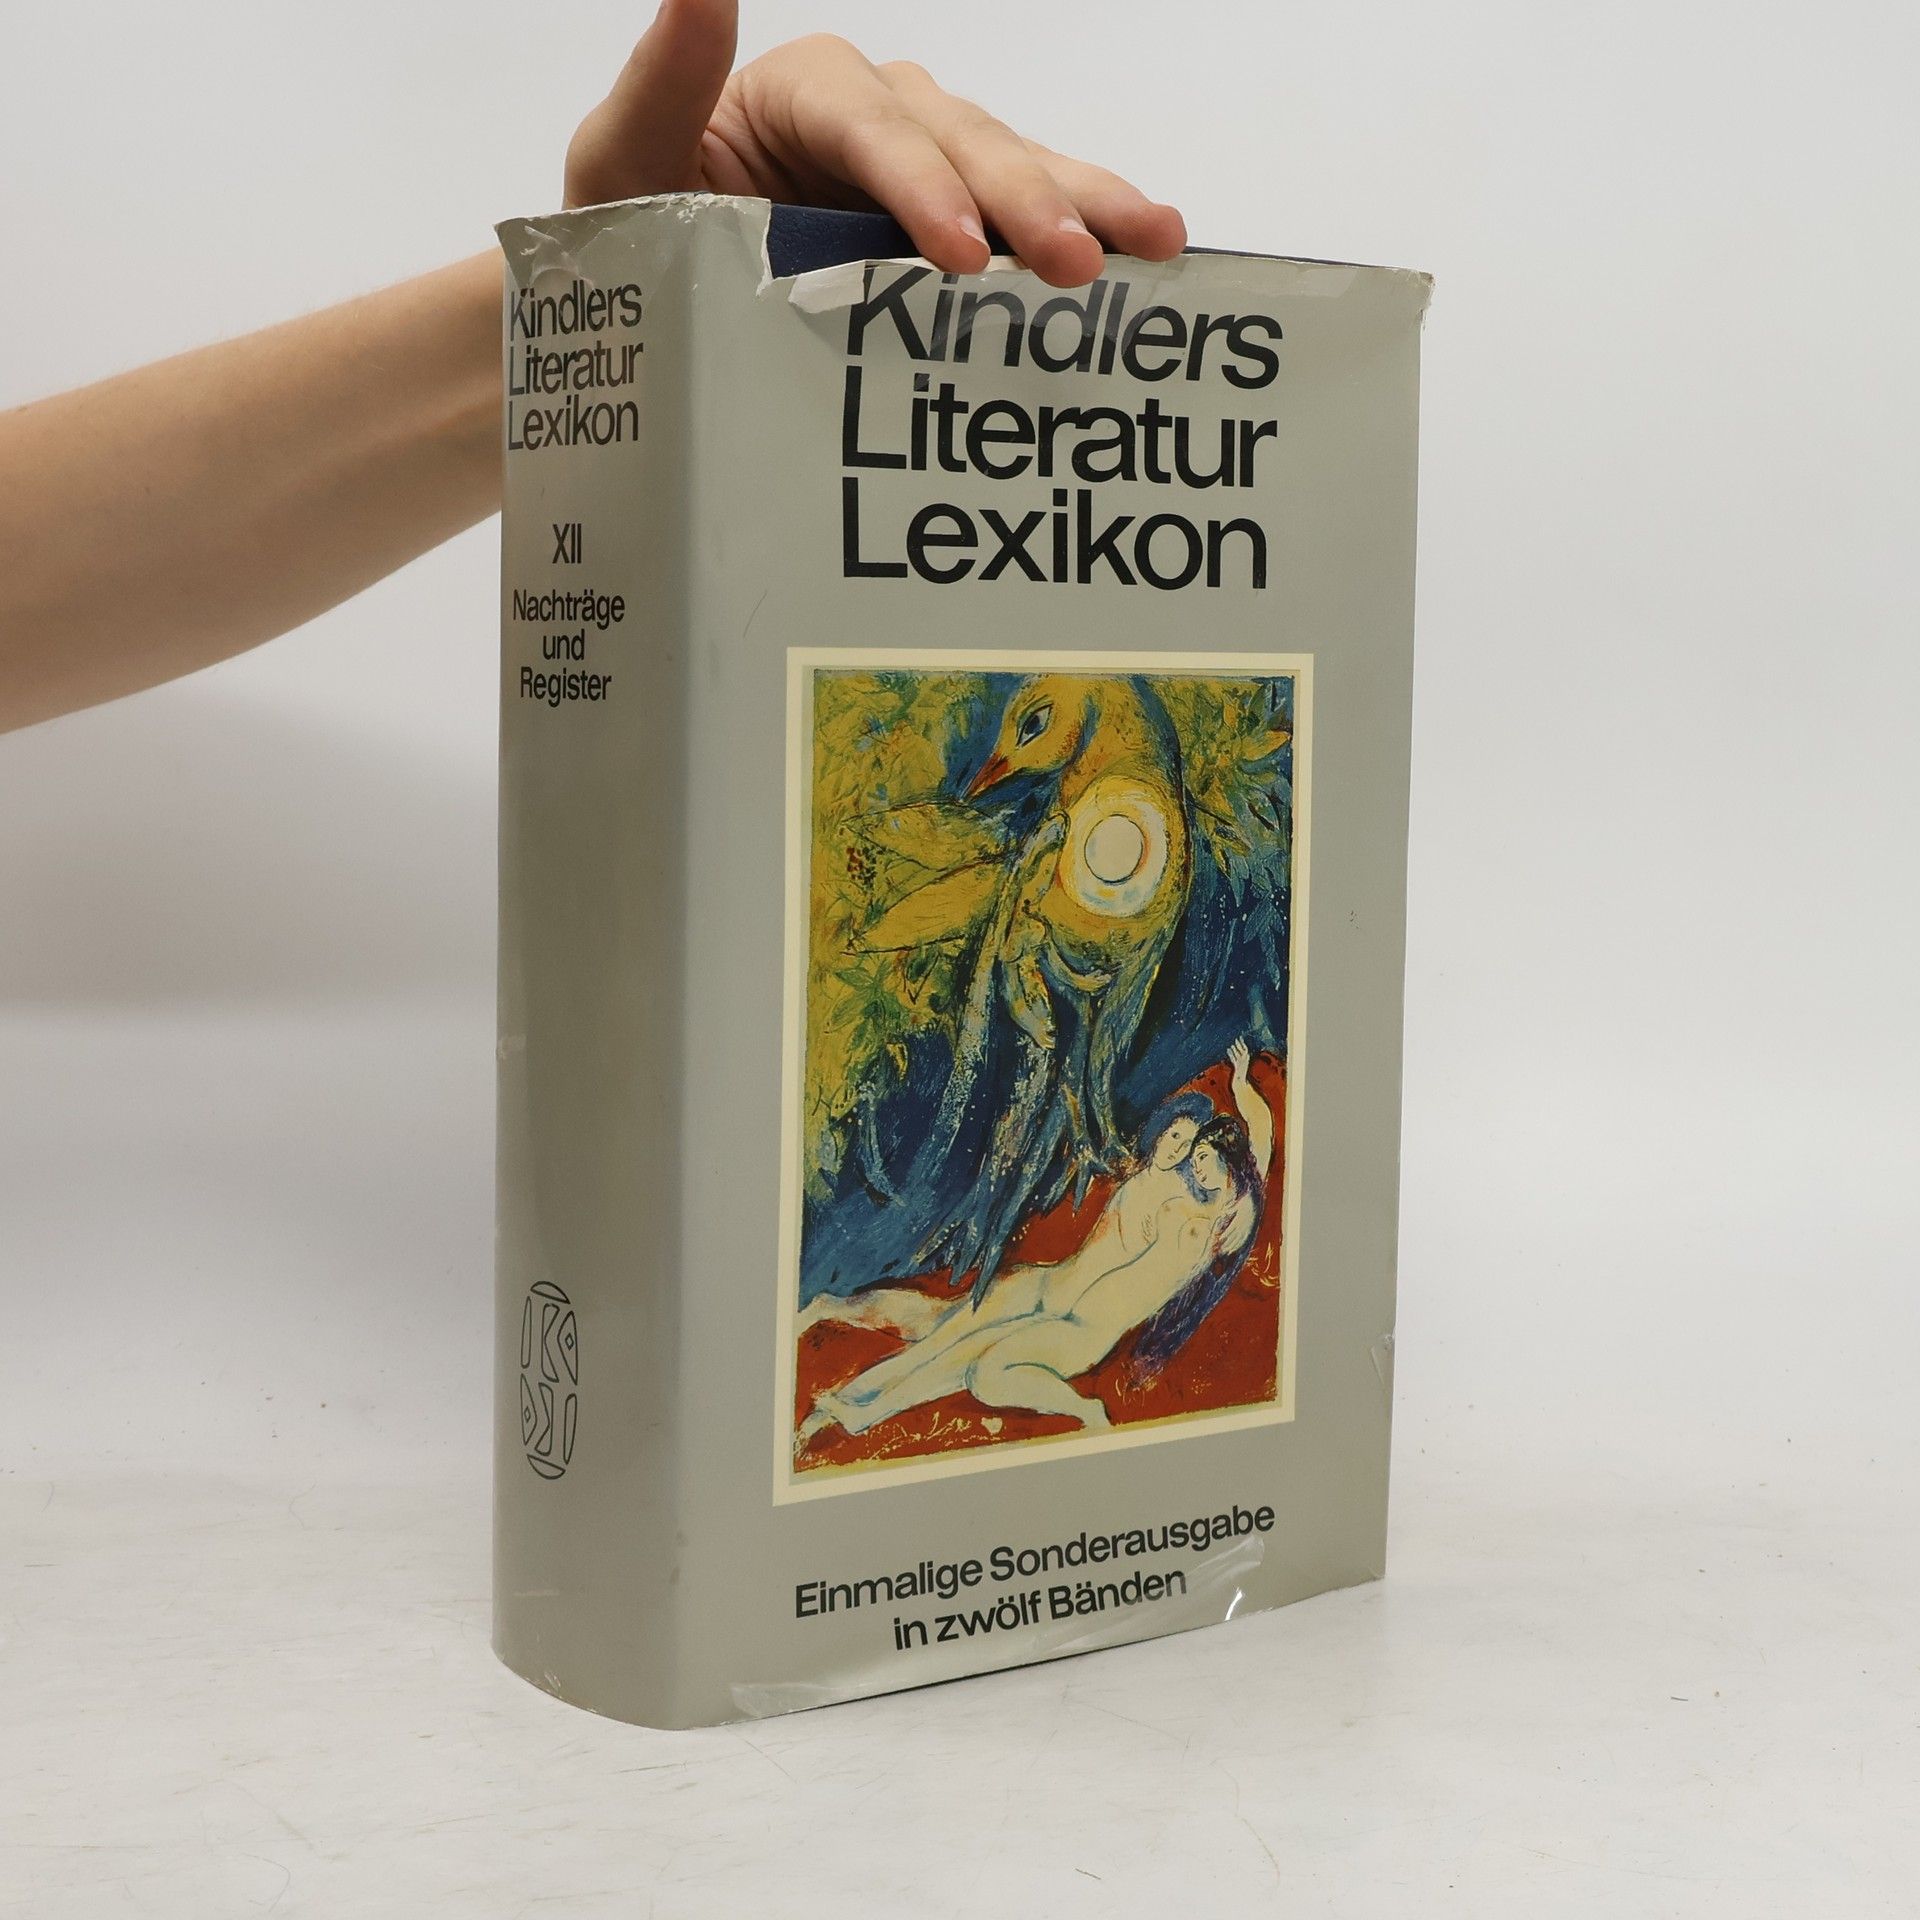 Kindlers
Literatur
Lexikon
XII
Nachträge
und
Register
Kindlers
Literatur
Lexikon
Einmalige Sonderausgabe
in zwölf Bänden